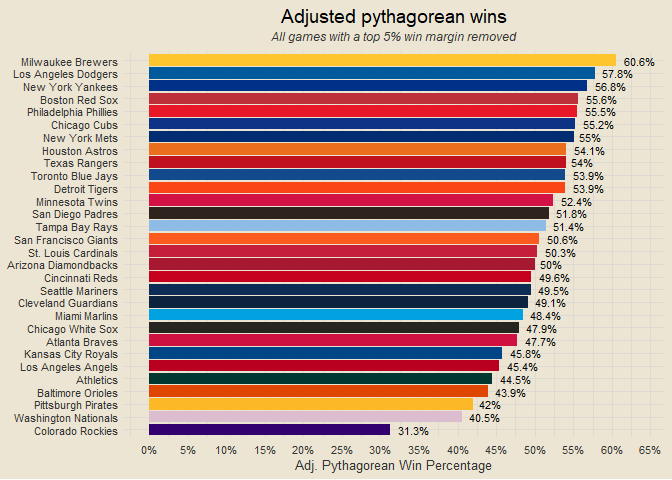 Adjusted pythagorean wins
All games with a top 5% win margin removed
Milwaukee Brewers 60.6%
Los Angeles Dodgers 57.8%
New York Yankees 56.8%
Boston Red Sox 55.6%
Philadelphia Phillies 55.5%
Chicago Cubs 55.2%
New York Mets 55%
Houston Astros 54.1%
Texas Rangers 54%
Toronto Blue Jays 53.9%
Detroit Tigers 53.9%
Minnesota Twins 52.4%
San Diego Padres 51.8%
Tampa Bay Rays 51.4%
San Francisco Giants 50.6%
St. Louis Cardinals 50.3%
Arizona Diamondbacks 50%
Cincinnati Reds 49.6%
Seattle Mariners 49.5%
Cleveland Guardians 49.1%
Miami Marlins 48.4%
Chicago White Sox 47.9%
Atlanta Braves 47.7%
Kansas City Royals 45.8%
Los Angeles Angels 45.4%
Athletics 44.5%
Baltimore Orioles 43.9%
Pittsburgh Pirates 42%
Washington Nationals 40.5%
Colorado Rockies 31.3%
0% 5% 10% 15% 20% 25% 30% 35% 40% 45% 50% 55% 60% 65%
Adj. Pythagorean Win Percentage